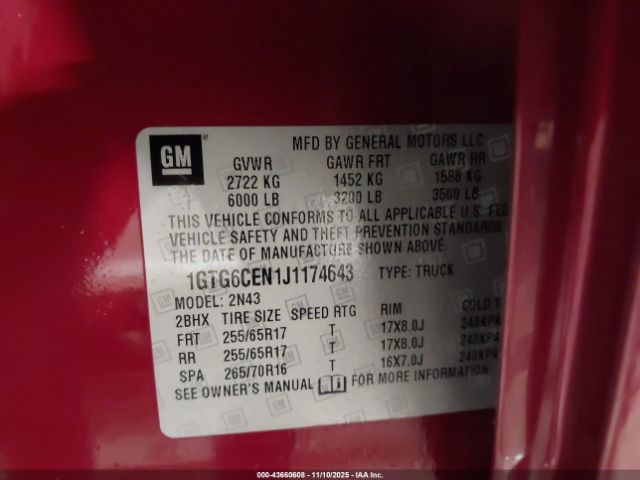 GM
MFD BY GENERAL MOTORS LLC
GVWR GAWR FRT GAWR RR
2722 KG 1452 KG 1588 KG
6000 LB 3200 LB 3500 LB
THIS VEHICLE CONFORMS TO ALL APPLICABLE U.S. FED
VEHICLE SAFETY AND THEFT PREVENTION STANDARDS
THE DATE OF MANUFACTURE SHOWN ABOVE.
1GTG6CEN1J1174643 TYPE: TRUCK
MODEL: 2N43
2BHX TIRE SIZE SPEED RTG RIM COLD T
FRT 255/65R17 T 17X8.0J 240KPA
RR 255/65R17 T 17X8.0J 240KPA
SPA 265/70R16 T 16X7.0J 240KPA
SEE OWNER'S MANUAL i FOR MORE INFORMATION
000-43660608 - 11/10/2025 - IAA Inc.